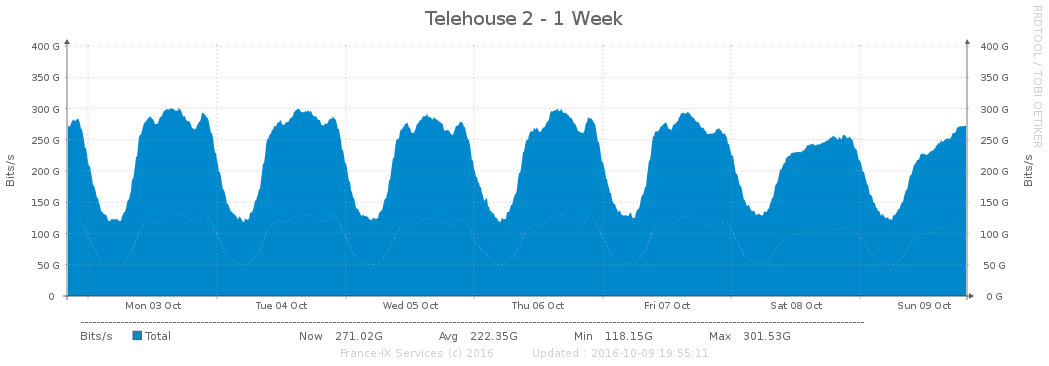 Telehouse 2 - 1 Week
RRDTOOL / TOBI OETIKER
Bits/s
400 G 400 G
350 G 350 G
300 G 300 G
250 G 250 G
200 G 200 G
150 G 150 G
100 G 100 G
50 G 50 G
0 0 G
Bits/s
Mon 03 Oct Tue 04 Oct Wed 05 Oct Thu 06 Oct Fri 07 Oct Sat 08 Oct Sun 09 Oct
Bits/s Total Now 271.02G Avg 222.35G Min 118.15G Max 301.53G
France-IX Services (c) 2016 Updated : 2016-10-09 19:55:11